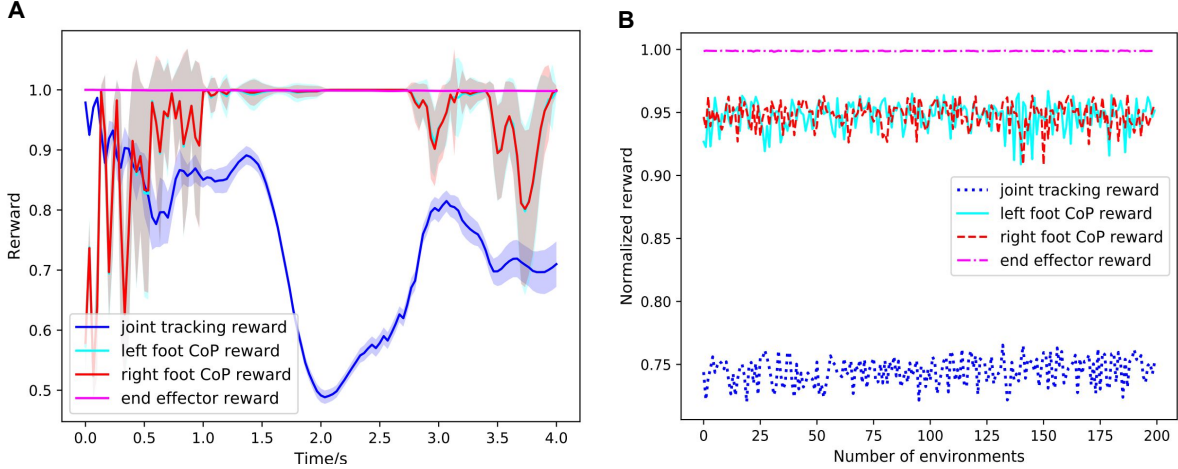 A
Rerward
1.0
0.9
0.8
0.7
0.6
0.5
joint tracking reward
left foot CoP reward
right foot CoP reward
end effector reward
0.0 0.5 1.0 1.5 2.0 2.5 3.0 3.5 4.0
Time/s
B
Normalized rerward
1.00
0.95
0.90
0.85
0.80
0.75
joint tracking reward
left foot CoP reward
right foot CoP reward
end effector reward
0 25 50 75 100 125 150 175 200
Number of environments